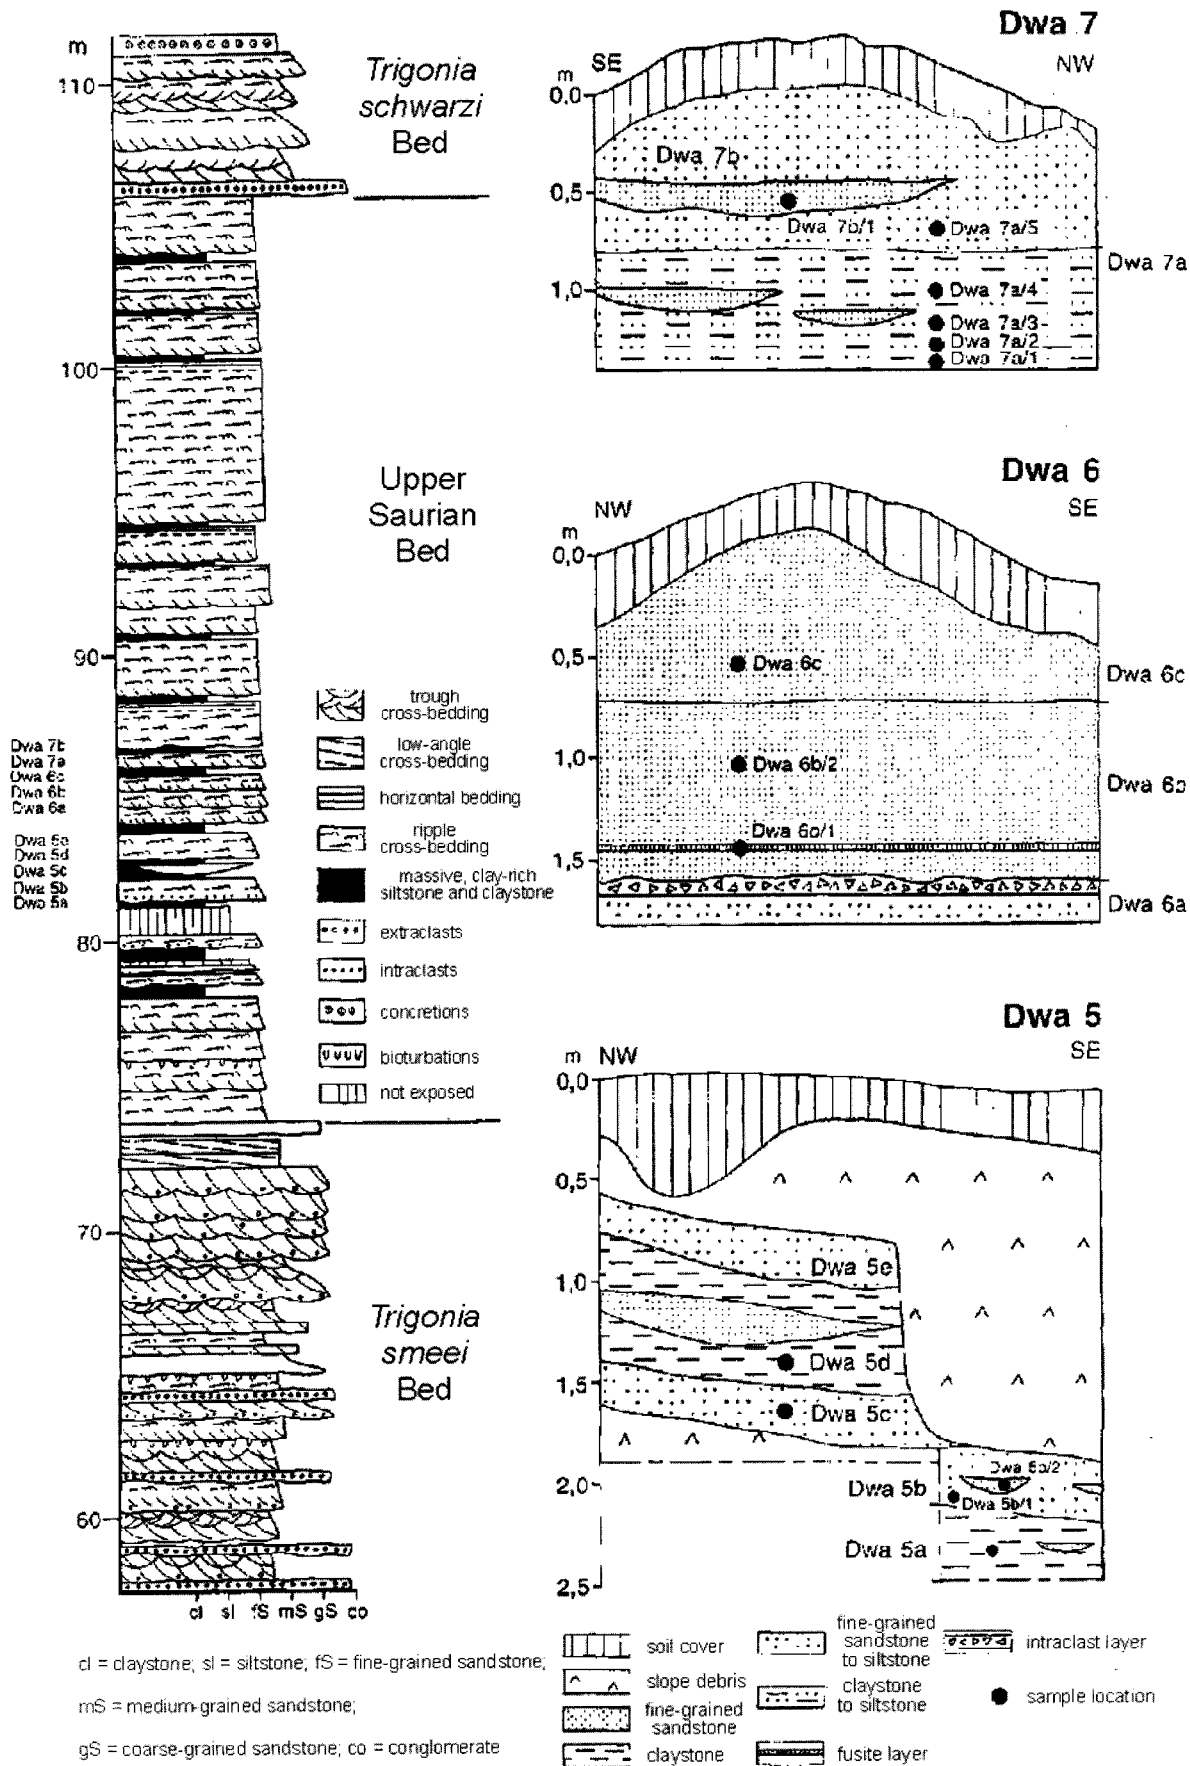 m
110
100
90
80
70
60
Trigonia
schwarzi
Bed
Upper
Saurian
Bed
Trigonia
smeei
Bed
Dwa 7b
Dwa 7a
Dwa 6c
Dwa 6b
Dwa 6a
Dwa 5e
Dwa 5d
Dwa 5c
Dwa 5b
Dwa 5a
trough
cross-bedding
low-angle
cross-bedding
horizontal bedding
ripple
cross-bedding
massive, clay-rich
siltstone and claystone
extraclasts
intraclasts
concretions
bioturbations
not exposed
cl sl fS mS gS co
cl = claystone; sl = siltstone; fS = fine-grained sandstone;
mS = medium-grained sandstone;
gS = coarse-grained sandstone; co = conglomerate
Dwa 7
m SE NW
0.0
0,5
1,0
Dwa 7b
Dwa 7b/1
Dwa 7a/5
Dwa 7a
Dwa 7a/4
Dwa 7a/3
Dwa 7a/2
Dwa 7a/1
Dwa 6
NW SE
m
0,0
0,5
1,0
1,5
Dwa 6c
Dwa 6c
Dwa 6b/2
Dwa 6b
Dwa 6b/1
Dwa 6a
Dwa 5
m NW SE
0,0
0,5
1,0
1,5
2,0
2,5
Dwa 5e
Dwa 5d
Dwa 5c
Dwa 5b/2
Dwa 5b
Dwa 5b/1
Dwa 5a
soil cover
slope debris
fine-grained
sandstone
claystone
fine-grained
sandstone
to siltstone
claystone
to siltstone
fusite layer
intraclast layer
sample location